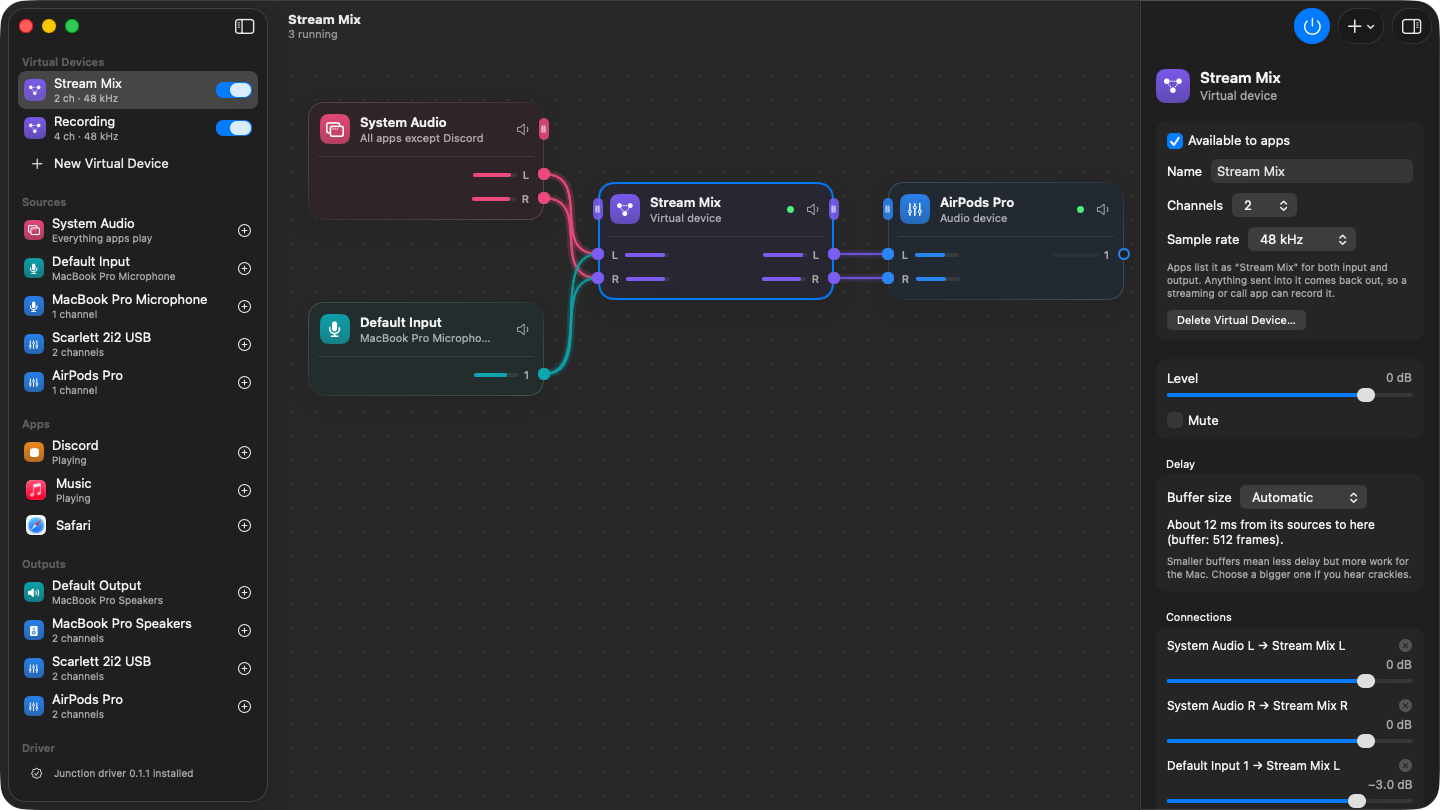 Virtual Devices
Stream Mix
2 ch · 48 kHz
Recording
4 ch · 48 kHz
New Virtual Device
Sources
System Audio
Everything apps play
Default Input
MacBook Pro Microphone
MacBook Pro Microphone
1 channel
Scarlett 2i2 USB
2 channels
AirPods Pro
1 channel
Apps
Discord
Playing
Music
Playing
Safari
Outputs
Default Output
MacBook Pro Speakers
MacBook Pro Speakers
2 channels
Scarlett 2i2 USB
2 channels
AirPods Pro
2 channels
Driver
Junction driver 0.1.1 installed
Stream Mix
3 running
System Audio
All apps except Discord
L
R
Default Input
MacBook Pro Micropho...
1
Stream Mix
Virtual device
L L
R R
AirPods Pro
Audio device
L 1
R
Stream Mix
Virtual device
Available to apps
Name Stream Mix
Channels 2
Sample rate 48 kHz
Apps list it as “Stream Mix” for both input and
output. Anything sent into it comes back out, so a
streaming or call app can record it.
Delete Virtual Device...
Level 0 dB
Mute
Delay
Buffer size Automatic
About 12 ms from its sources to here
(buffer: 512 frames).
Smaller buffers mean less delay but more work for
the Mac. Choose a bigger one if you hear crackles.
Connections
System Audio L → Stream Mix L
0 dB
System Audio R → Stream Mix R
0 dB
Default Input 1 → Stream Mix L
−3.0 dB